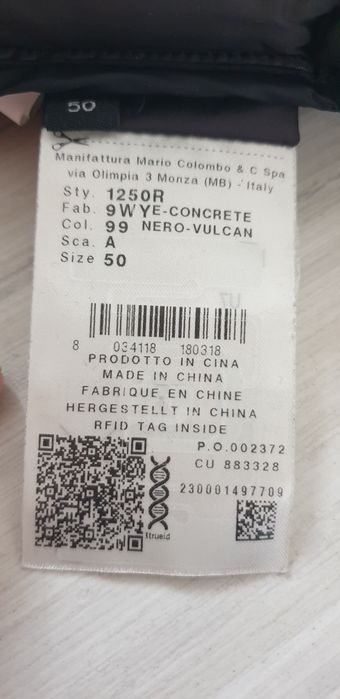 50
Manifattura Mario Colombo & C Spa
via Olimpia 3 Monza (MB) - Italy
Sty. 1250R
Fab. 9WYE-CONCRETE
Col. 99 NERO-VULCAN
Sca. A
Size 50
8 034118 180318
PRODOTTO IN CINA
MADE IN CHINA
FABRIQUE EN CHINE
HERGESTELLT IN CHINA
RFID TAG INSIDE
P.O.002372
CU 883328
230001497709
ttrueid